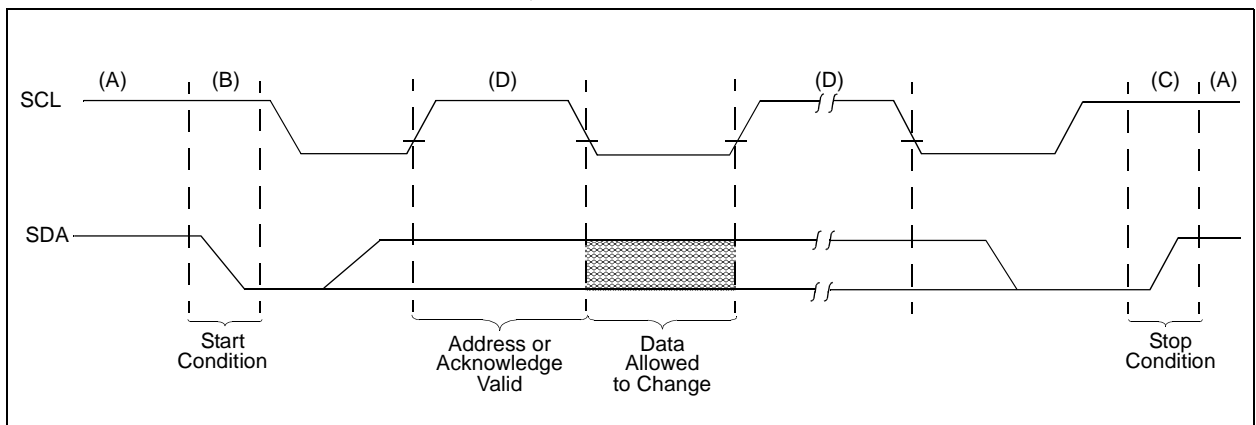 (A) (B) (D) (D) (C) (A)
SCL
SDA
Start
Condition
Address or
Acknowledge
Valid
Data
Allowed
to Change
Stop
Condition